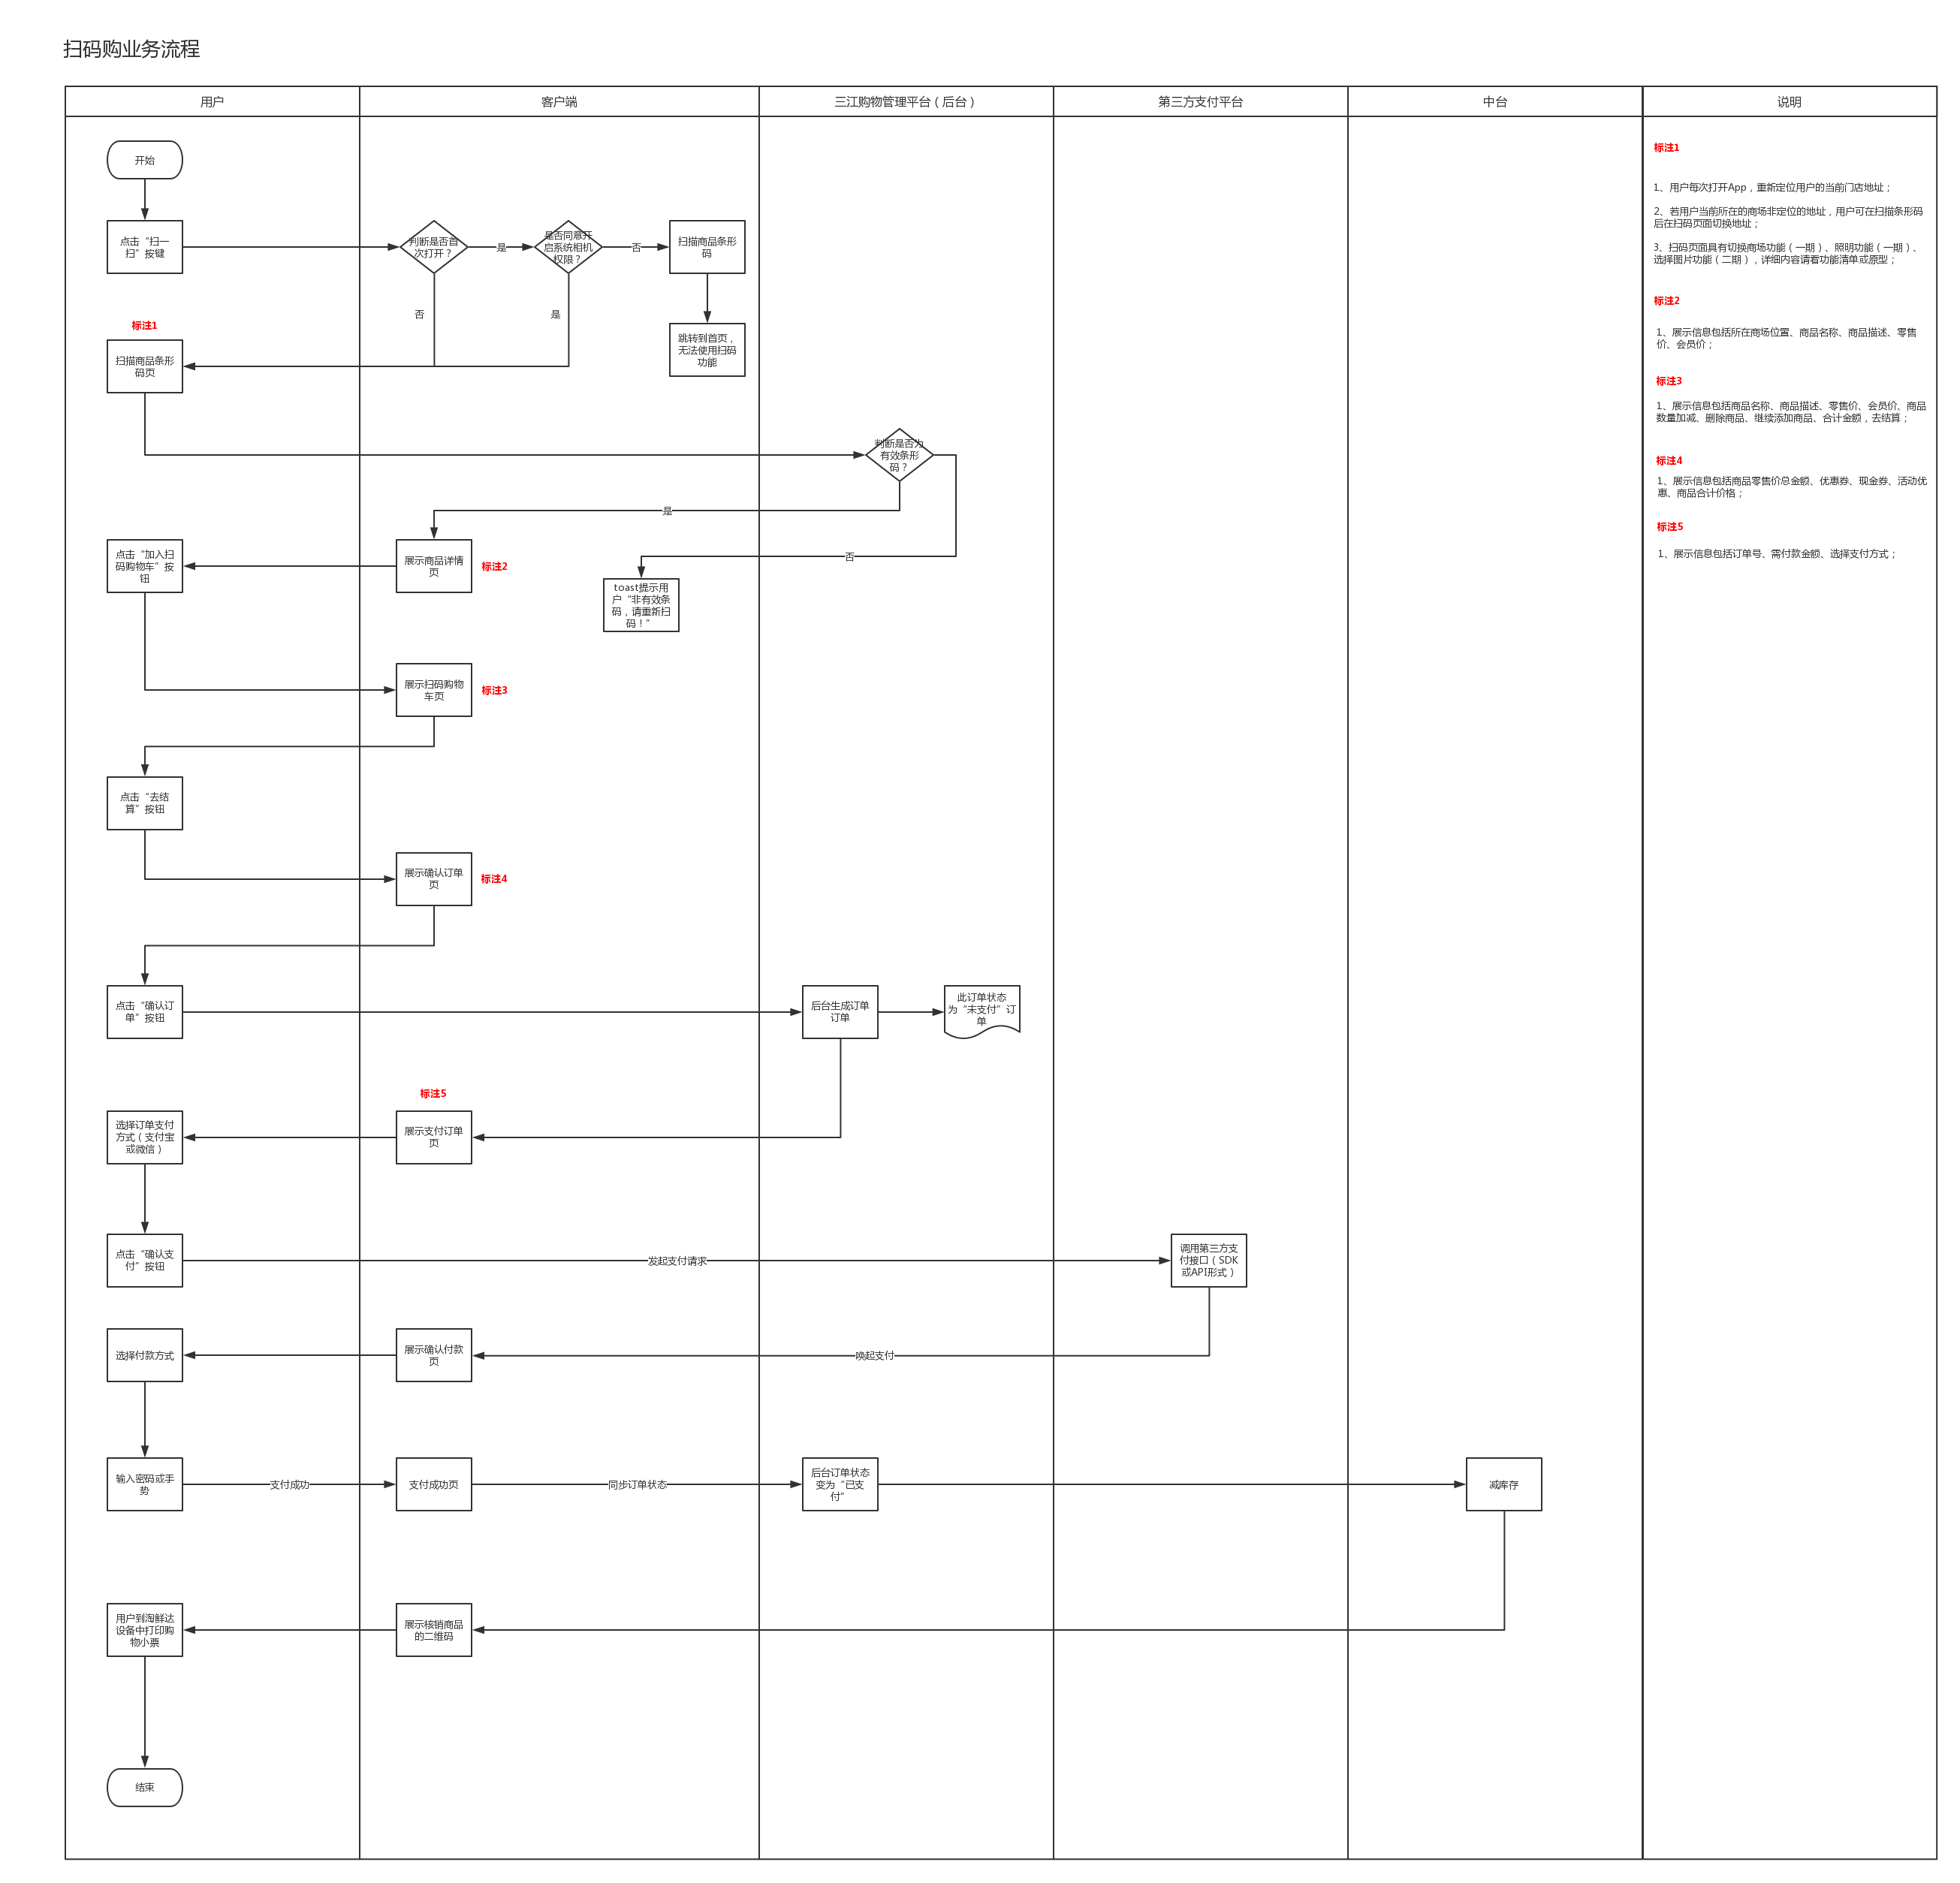 扫码购业务流程
用户
客户端
三江购物管理平台（后台）
第三方支付平台
中台
说明
开始
点击“扫一
扫”按键
判断是否首
次打开？
是
是否同意开
启系统相机
权限？
否
扫描商品条形
码
否
是
跳转到首页，
无法使用扫码
功能
标注1
扫描商品条形
码页
判断是否为
有效条形
码？
是
否
点击“加入扫
码购物车”按
钮
展示商品详情
页
标注2
toast提示用
户“非有效条
码，请重新扫
码！”
展示扫码购物
车页
标注3
点击“去结
算”按钮
展示确认订单
页
标注4
点击“确认订
单”按钮
后台生成订单
订单
此订单状态
为“未支付”订
单
标注5
选择订单支付
方式（支付宝
或微信）
展示支付订单
页
点击“确认支
付”按钮
发起支付请求
调用第三方支
付接口（SDK
或API形式）
选择付款方式
展示确认付款
页
唤起支付
输入密码或手
势
支付成功
支付成功页
同步订单状态
后台订单状态
变为“已支
付”
减库存
用户到淘鲜达
设备中打印购
物小票
展示核销商品
的二维码
结束
标注1
1、用户每次打开App，重新定位用户的当前门店地址；
2、若用户当前所在的商场非定位的地址，用户可在扫描条形码
后在扫码页面切换地址；
3、扫码页面具有切换商场功能（一期）、照明功能（一期）、
选择图片功能（二期），详细内容请看功能清单或原型；
标注2
1、展示信息包括所在商场位置、商品名称、商品描述、零售
价、会员价；
标注3
1、展示信息包括商品名称、商品描述、零售价、会员价、商品
数量加减、删除商品、继续添加商品、合计金额，去结算；
标注4
1、展示信息包括商品零售价总金额、优惠券、现金券、活动优
惠、商品合计价格；
标注5
1、展示信息包括订单号、需付款金额、选择支付方式；